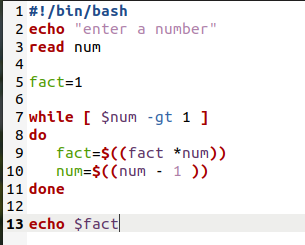 1 #!/bin/bash
2 echo "enter a number"
3 read num
4
5 fact=1
6
7 while [ $num -gt 1 ]
8 do
9    fact=$((fact *num))
10    num=$((num - 1 ))
11 done
12
13 echo $fact